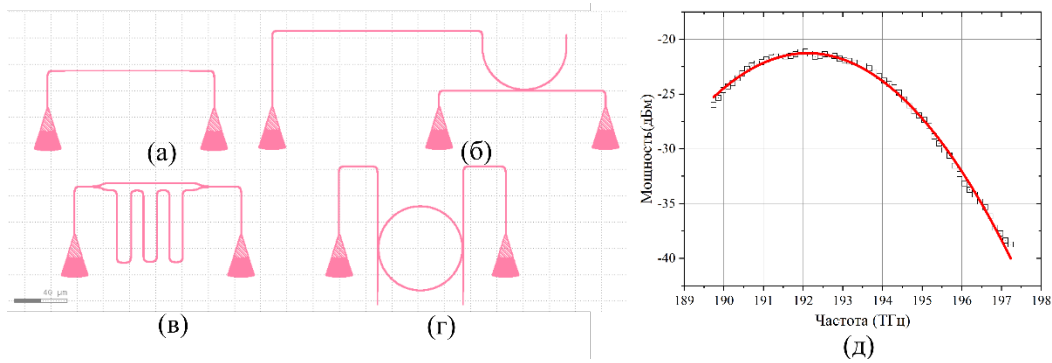 (а)
(б)
(в)
(г)
40 μm
-20
-25
-30
-35
-40
Мощность(дБм)
189 190 191 192 193 194 195 196 197 198
Частота (ТГц)
(д)